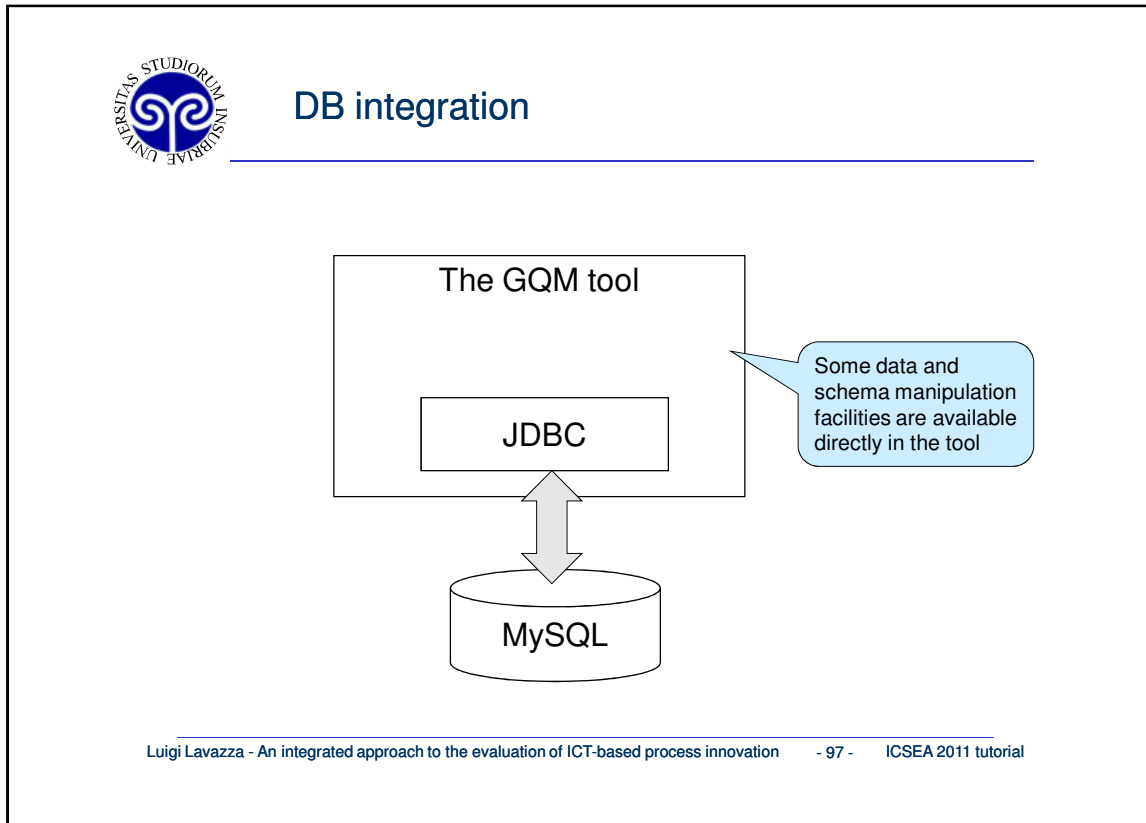 UNIVERSITAS STUDIORUM INSUBRIAE
DB integration
The GQM tool
Some data and
schema manipulation
facilities are available
directly in the tool
JDBC
MySQL
Luigi Lavazza - An integrated approach to the evaluation of ICT-based process innovation - 97 - ICSEA 2011 tutorial